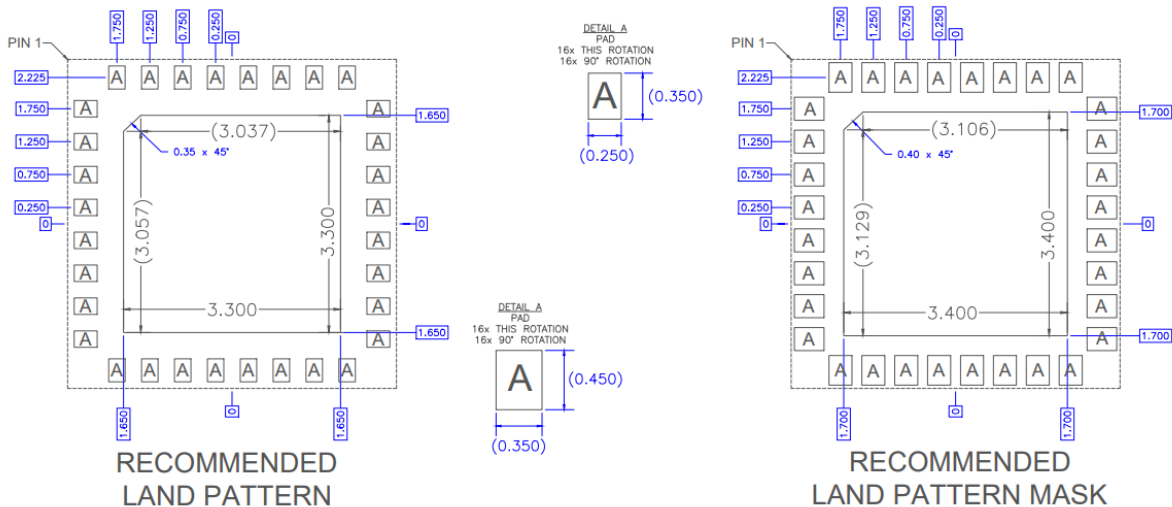 1.750
1.250
0.750
0.250
0
PIN 1
2.225
A A A A A A A A
1.750
A
A
1.650
(3.037)
1.250
A
0.35 x 45°
A
0.750
A
A
0.250
A
A
0
(3.057)
3.300
0
A
A
A
A
A
3.300
A
A
A
1.650
A A A A A A A A
1.650
0
1.650
RECOMMENDED
LAND PATTERN
DETAIL A
PAD
16x THIS ROTATION
16x 90° ROTATION
A
(0.350)
(0.250)
DETAIL A
PAD
16x THIS ROTATION
16x 90° ROTATION
A
(0.450)
(0.350)
1.750
1.250
0.750
0.250
0
PIN 1
2.225
A A A A A A A A
1.750
A
A
1.700
(3.106)
1.250
A
0.40 x 45°
A
0.750
A
A
0.250
A
A
0
(3.129)
3.400
0
A
A
A
A
A
3.400
A
A
A
1.700
A A A A A A A A
1.700
0
1.700
RECOMMENDED
LAND PATTERN MASK